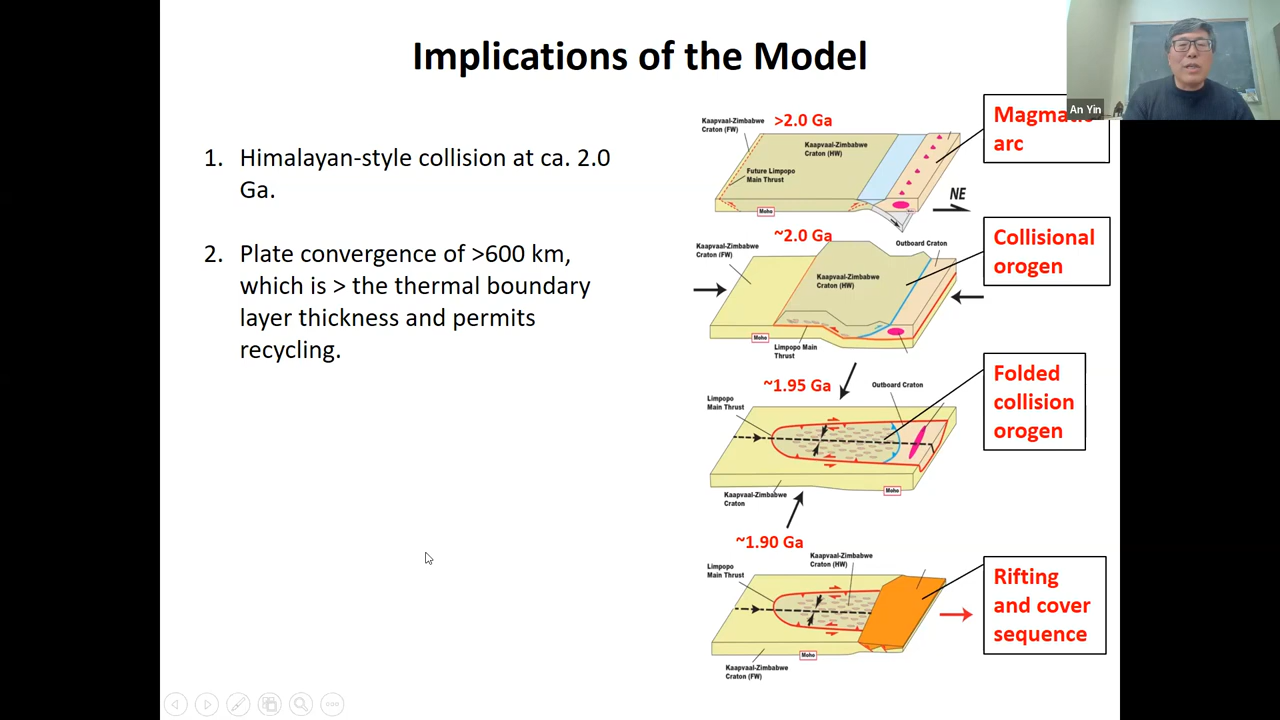 Implications of the Model
An Yin
1. Himalayan-style collision at ca. 2.0
Ga.
2. Plate convergence of >600 km,
which is > the thermal boundary
layer thickness and permits
recycling.
>2.0 Ga
Kaapvaal-Zimbabwe
Craton (FW)
Kaapvaal-Zimbabwe
Craton (HW)
Future Limpopo
Main Thrust
Moho
NE
Magmatic
arc
~2.0 Ga
Kaapvaal-Zimbabwe
Craton (FW)
Outboard Craton
Kaapvaal-Zimbabwe
Craton (HW)
Moho
Limpopo Main
Thrust
Collisional
orogen
~1.95 Ga
Outboard Craton
Limpopo
Main Thrust
Kaapvaal-Zimbabwe
Craton
Moho
Folded
collision
orogen
~1.90 Ga
Kaapvaal-Zimbabwe
Craton (HW)
Limpopo
Main Thrust
Moho
Kaapvaal-Zimbabwe
Craton (FW)
Rifting
and cover
sequence